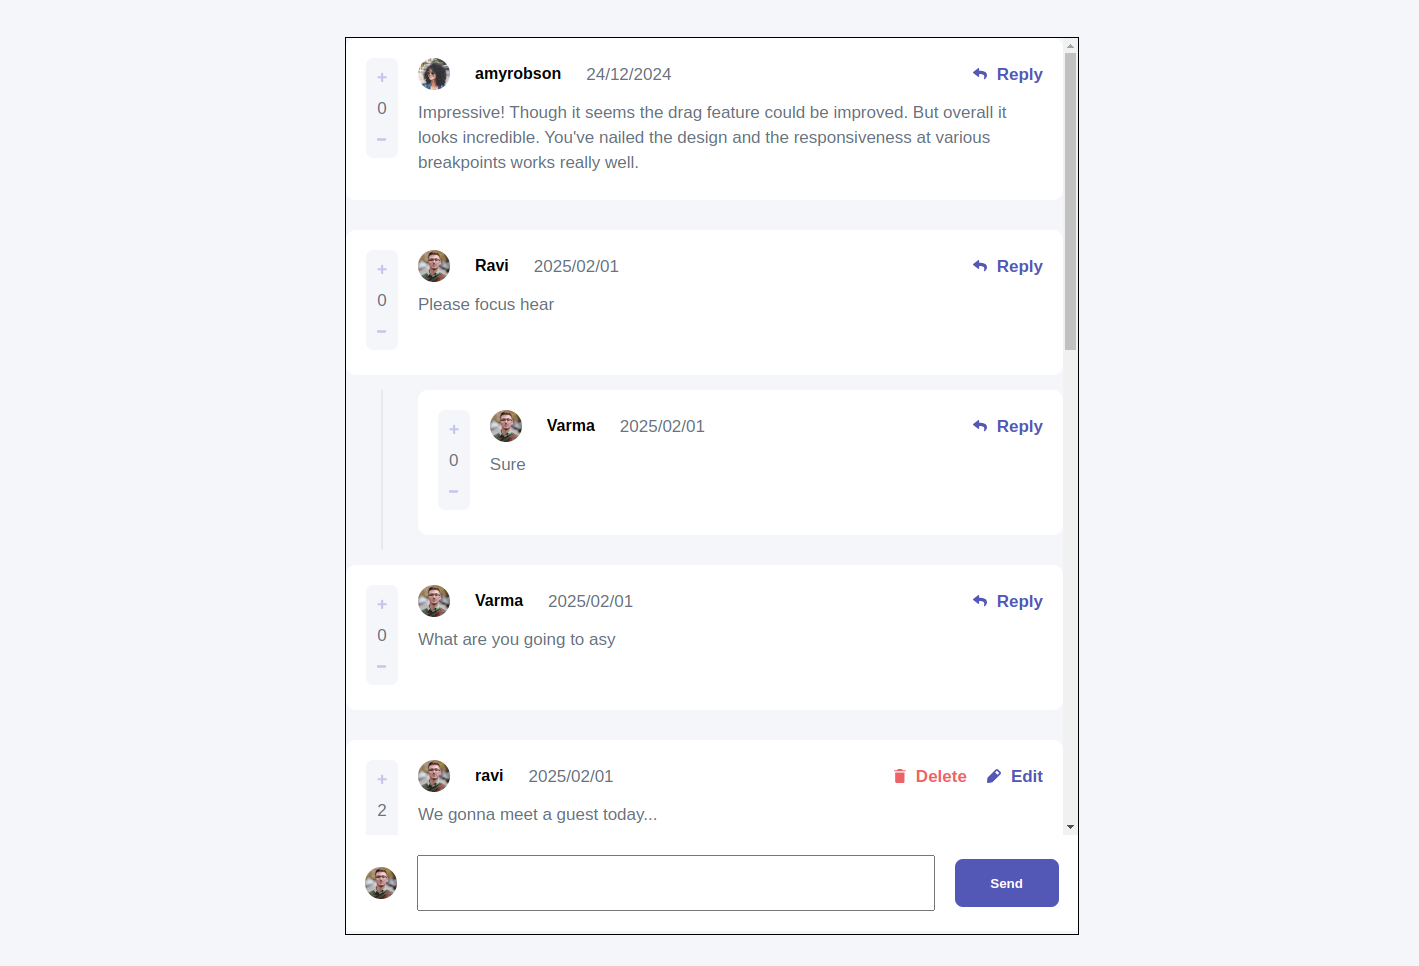 +
amyrobson 24/12/2024 Reply
0
Impressive! Though it seems the drag feature could be improved. But overall it
looks incredible. You've nailed the design and the responsiveness at various
breakpoints works really well.
−
+
Ravi 2025/02/01 Reply
0
Please focus hear
−
+
Varma 2025/02/01 Reply
0
Sure
−
+
Varma 2025/02/01 Reply
0
What are you going to asy
−
+
ravi 2025/02/01 Delete Edit
2
We gonna meet a guest today...
Send